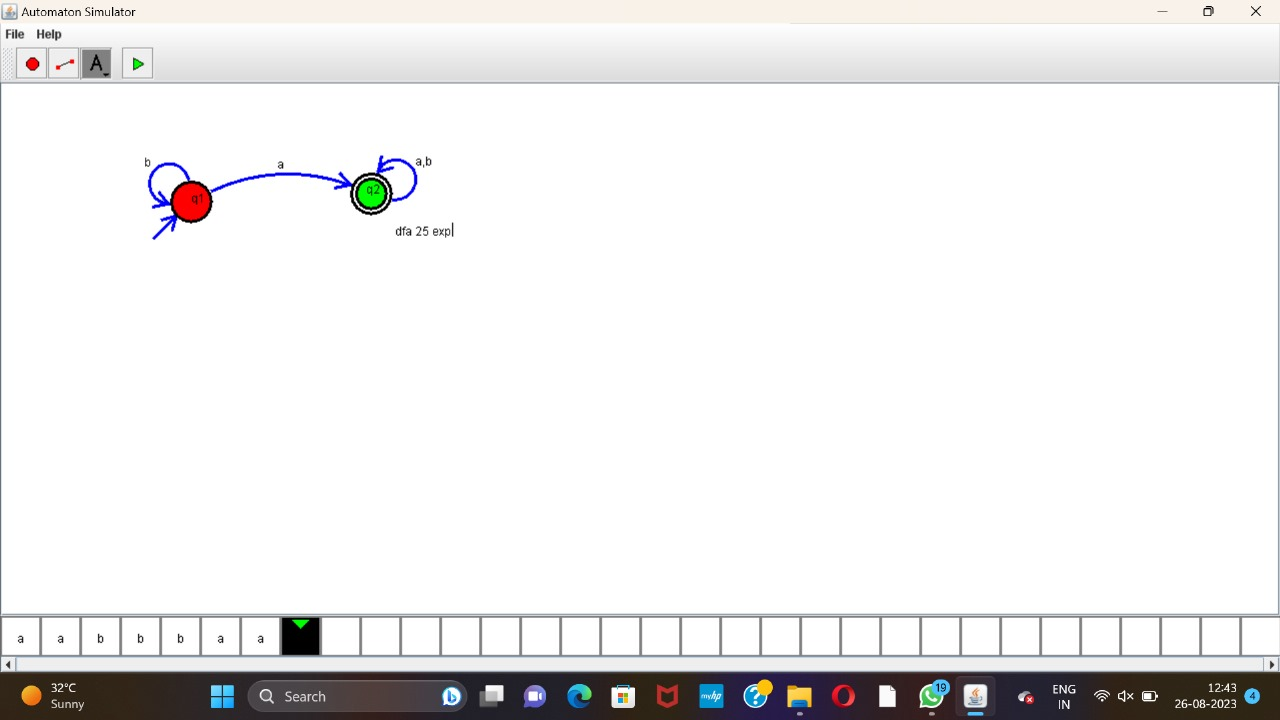 Automaton Simulator
File Help
A
b
a
a,b
q1
q2
dfa 25 exp
a a b b b a a
32°C
Sunny
Search
myhp
19
ENG
IN
12:43
26-08-2023
4